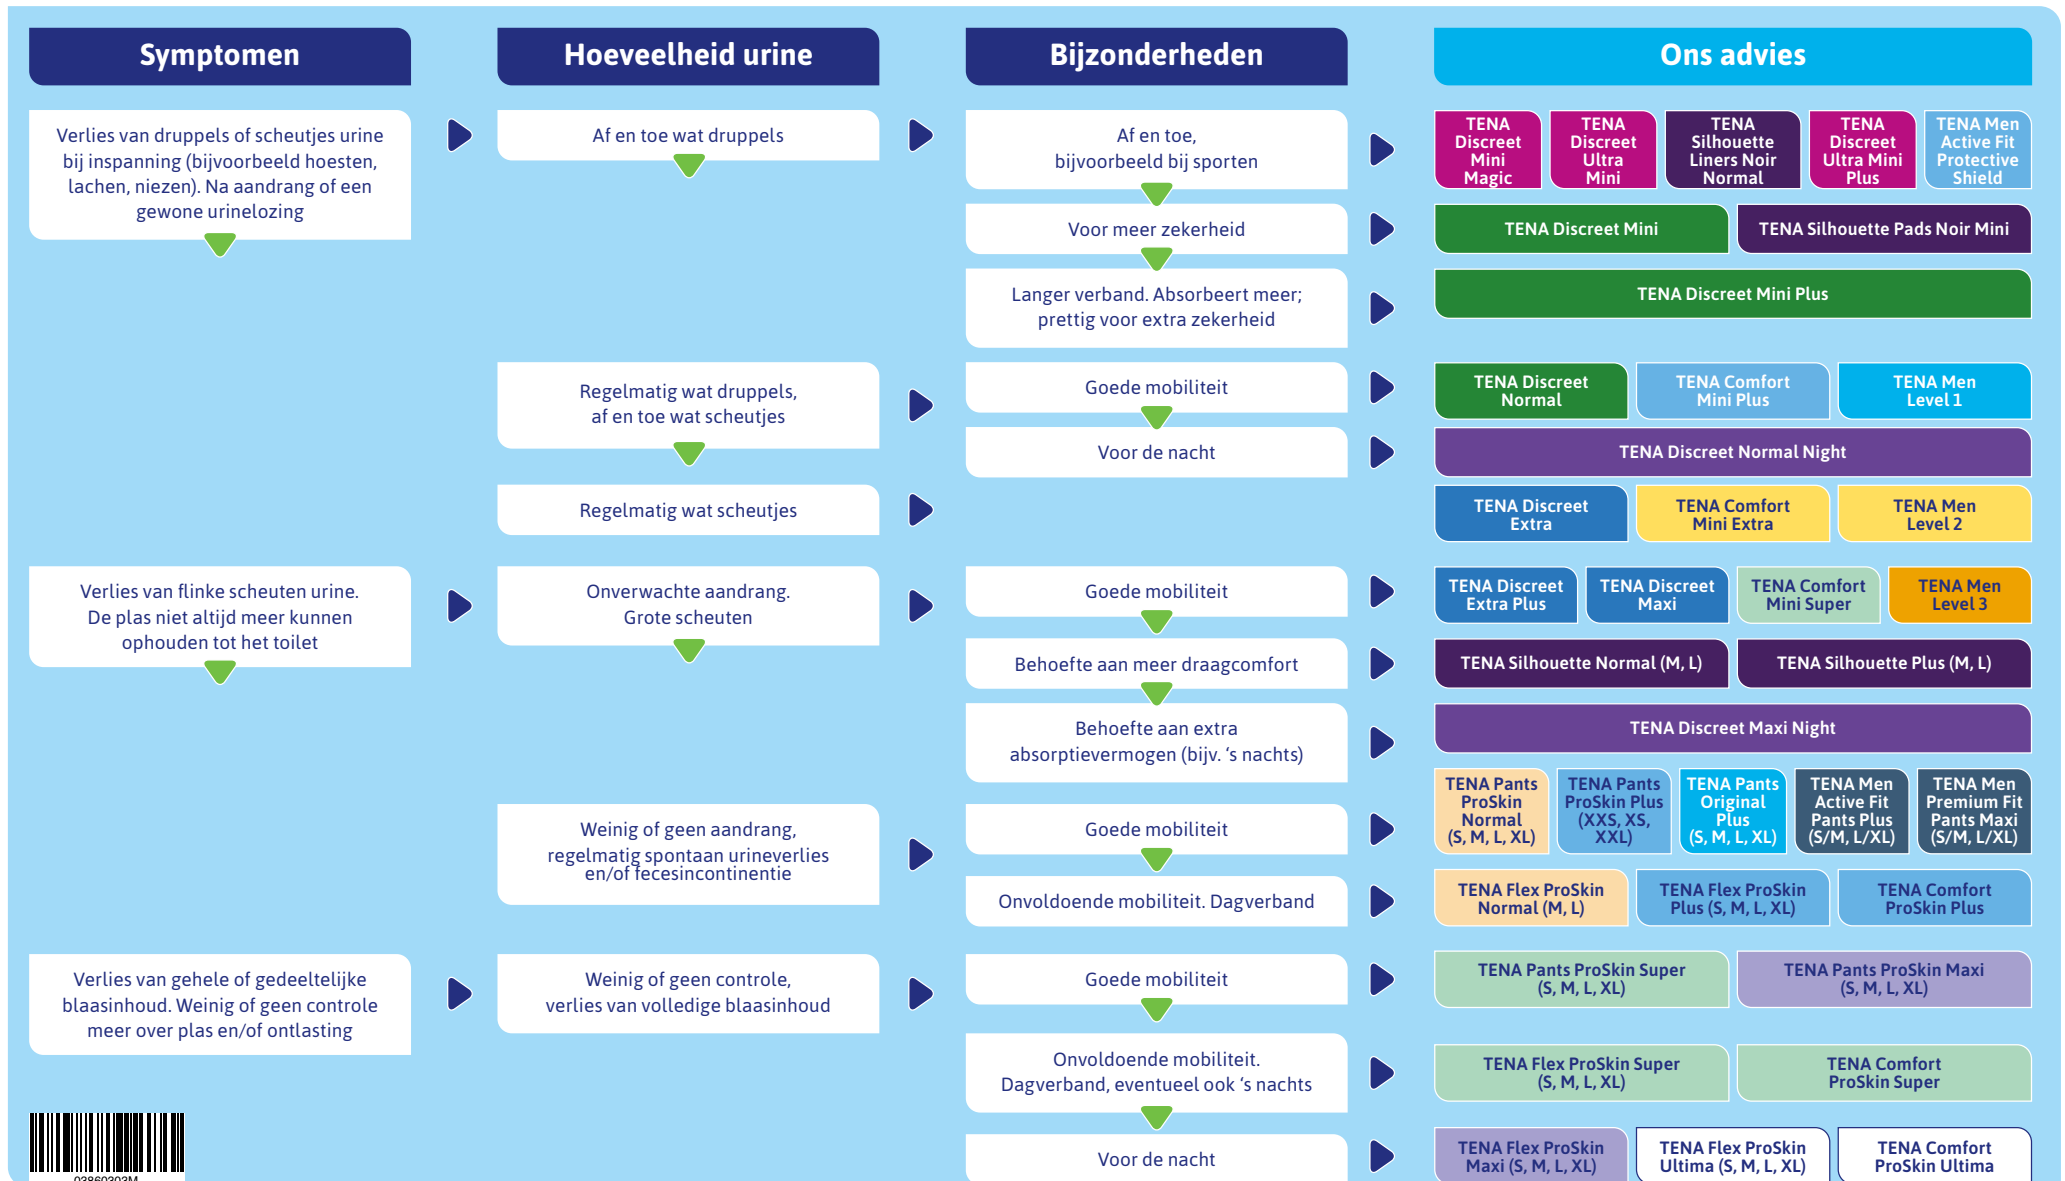 Symptomen
Hoeveelheid urine
Bijzonderheden
Ons advies
Verlies van druppels of scheutjes urine
bij inspanning (bijvoorbeeld hoesten,
lachen, niezen). Na aandrang of een
gewone urinelozing
Af en toe wat druppels
Af en toe,
bijvoorbeeld bij sporten
TENA
Discreet
Mini
Magic
TENA
Discreet
Ultra
Mini
TENA
Silhouette
Liners Noir
Normal
TENA
Discreet
Ultra Mini
Plus
TENA Men
Active Fit
Protective
Shield
Voor meer zekerheid
TENA Discreet Mini
TENA Silhouette Pads Noir Mini
Langer verband. Absorbeert meer;
prettig voor extra zekerheid
TENA Discreet Mini Plus
Regelmatig wat druppels,
af en toe wat scheutjes
Goede mobiliteit
TENA Discreet
Normal
TENA Comfort
Mini Plus
TENA Men
Level 1
Voor de nacht
TENA Discreet Normal Night
Regelmatig wat scheutjes
TENA Discreet
Extra
TENA Comfort
Mini Extra
TENA Men
Level 2
Verlies van flinke scheuten urine.
De plas niet altijd meer kunnen
ophouden tot het toilet
Onverwachte aandrang.
Grote scheuten
Goede mobiliteit
TENA Discreet
Extra Plus
TENA Discreet
Maxi
TENA Comfort
Mini Super
TENA Men
Level 3
Behoefte aan meer draagcomfort
TENA Silhouette Normal (M, L)
TENA Silhouette Plus (M, L)
Behoefte aan extra
absorptievermogen (bijv. ‘s nachts)
TENA Discreet Maxi Night
Weinig of geen aandrang,
regelmatig spontaan urineverlies
en/of fecesincontinentie
Goede mobiliteit
TENA Pants
ProSkin
Normal
(S, M, L, XL)
TENA Pants
ProSkin Plus
(XXS, XS,
XXL)
TENA Pants
Original
Plus
(S, M, L, XL)
TENA Men
Active Fit
Pants Plus
(S/M, L/XL)
TENA Men
Premium Fit
Pants Maxi
(S/M, L/XL)
Onvoldoende mobiliteit. Dagverband
TENA Flex ProSkin
Normal (M, L)
TENA Flex ProSkin
Plus (S, M, L, XL)
TENA Comfort
ProSkin Plus
Verlies van gehele of gedeeltelijke
blaasinhoud. Weinig of geen controle
meer over plas en/of ontlasting
Weinig of geen controle,
verlies van volledige blaasinhoud
Goede mobiliteit
TENA Pants ProSkin Super
(S, M, L, XL)
TENA Pants ProSkin Maxi
(S, M, L, XL)
Onvoldoende mobiliteit.
Dagverband, eventueel ook ‘s nachts
TENA Flex ProSkin Super
(S, M, L, XL)
TENA Comfort
ProSkin Super
Voor de nacht
TENA Flex ProSkin
Maxi (S, M, L, XL)
TENA Flex ProSkin
Ultima (S, M, L, XL)
TENA Comfort
ProSkin Ultima
03860303M